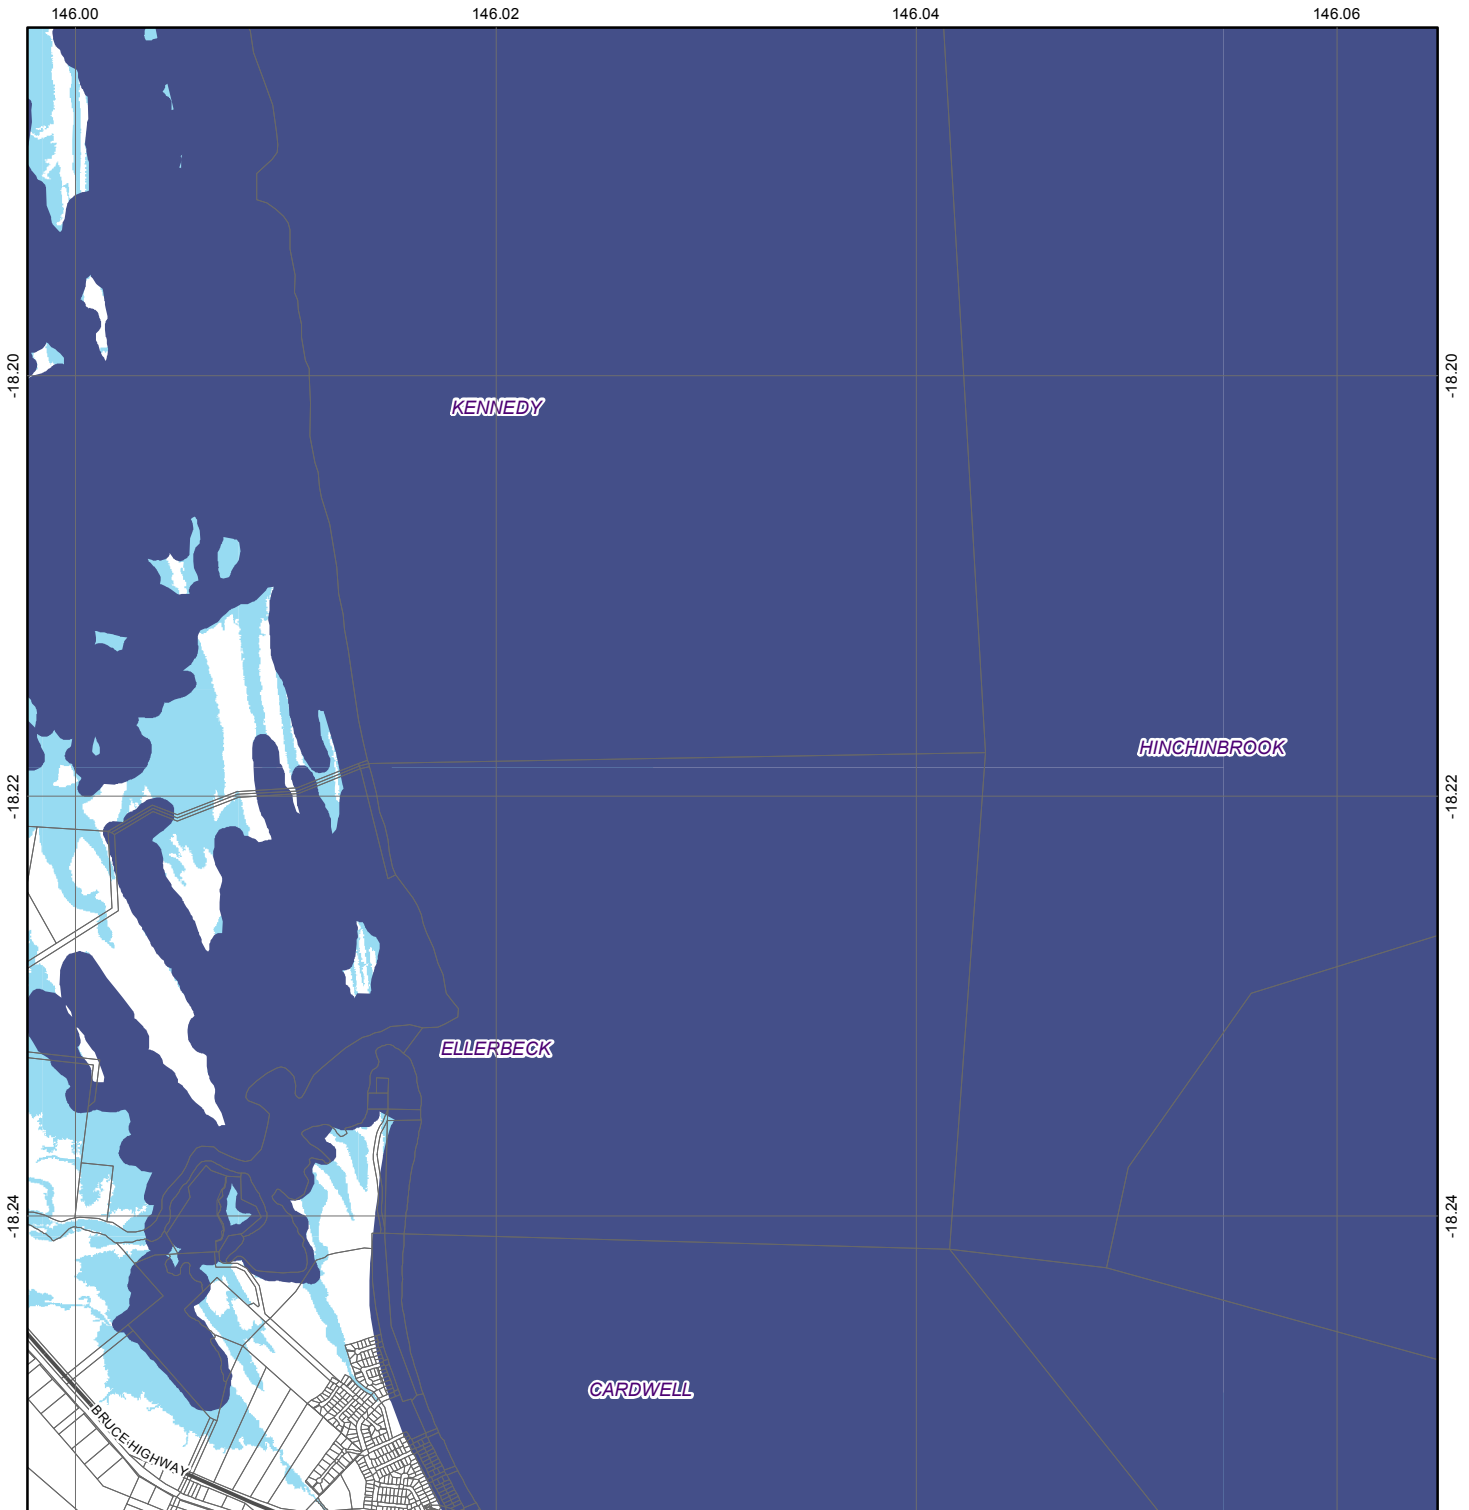 146.00 146.02 146.04 146.06
-18.20 -18.20
KENNEDY
HINCHINBROOK
-18.22 -18.22
ELLERBECK
-18.24 -18.24
CARDWELL
BRUCE HIGHWAY